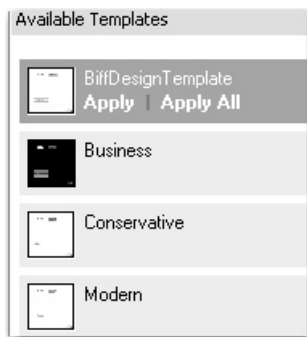 Available Templates
BiffDesignTemplate
Apply | Apply All
Business
Conservative
Modern